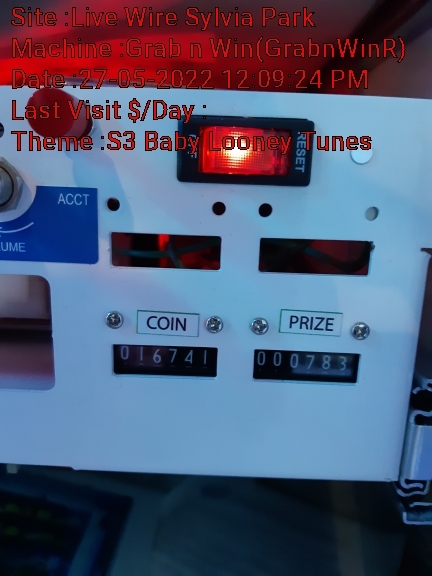 Site :Live Wire Sylvia Park
Machine :Grab n Win(GrabnWinR)
Date :27-05-2022 12 09 24 PM
Last Visit $/Day :
Theme :S3 Baby Looney Tunes
RESET
ACCT
UME
COIN
PRIZE
016741
000783